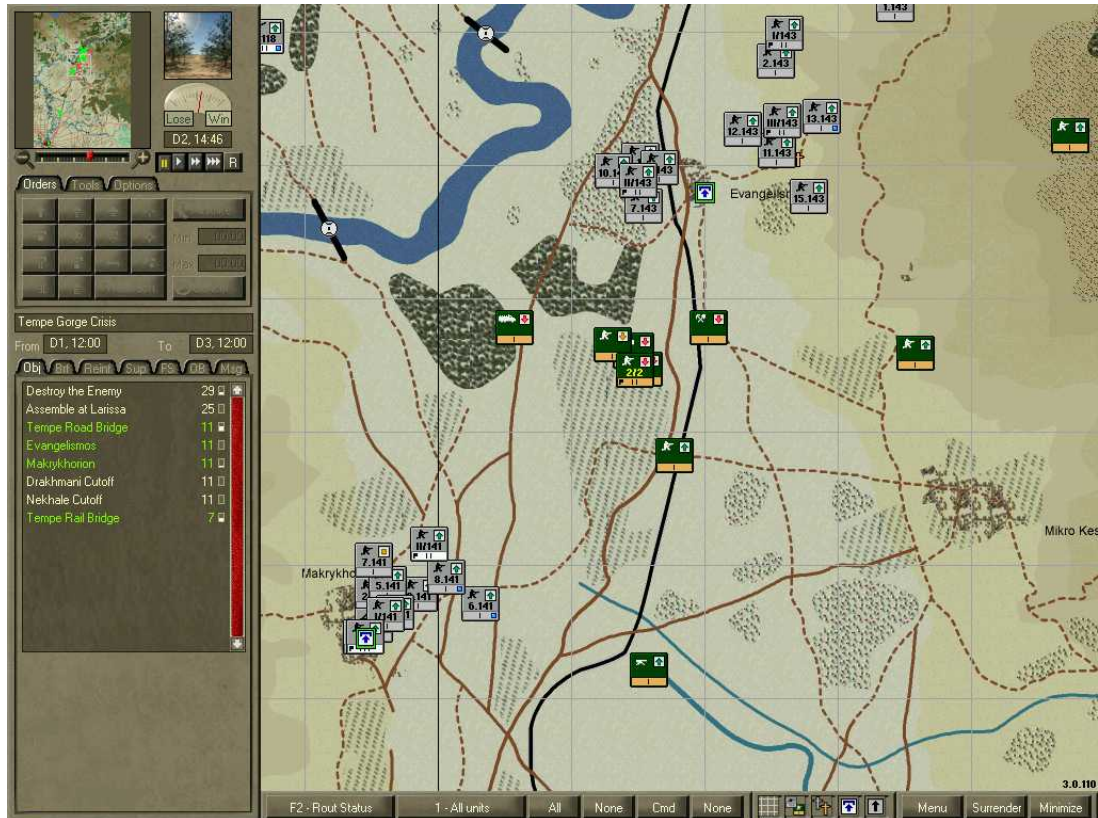 Lose Win
D2, 14:46
R
Orders Tools Options
Tempe Gorge Crisis
From D1, 12:00 To D3, 12:00
Obj Brf Reinf Sup FS OB Msg
Destroy the Enemy 29
Assemble at Larissa 25
Tempe Road Bridge 11
Evangelismos 11
Makrykhorion 11
Drakhmani Cutoff 11
Nekhale Cutoff 11
Tempe Rail Bridge 7
118
1.143
I/143
2.143
12.143
III/143
13.143
11.143
15.143
II/143
7.143
2/2
II/141
7.141
5.141
8.141
6.141
I/141
Mikro Kes
3.0.110
F2 - Rout Status
1 - All units
All
None
Cmd
None
Menu
Surrender
Minimize